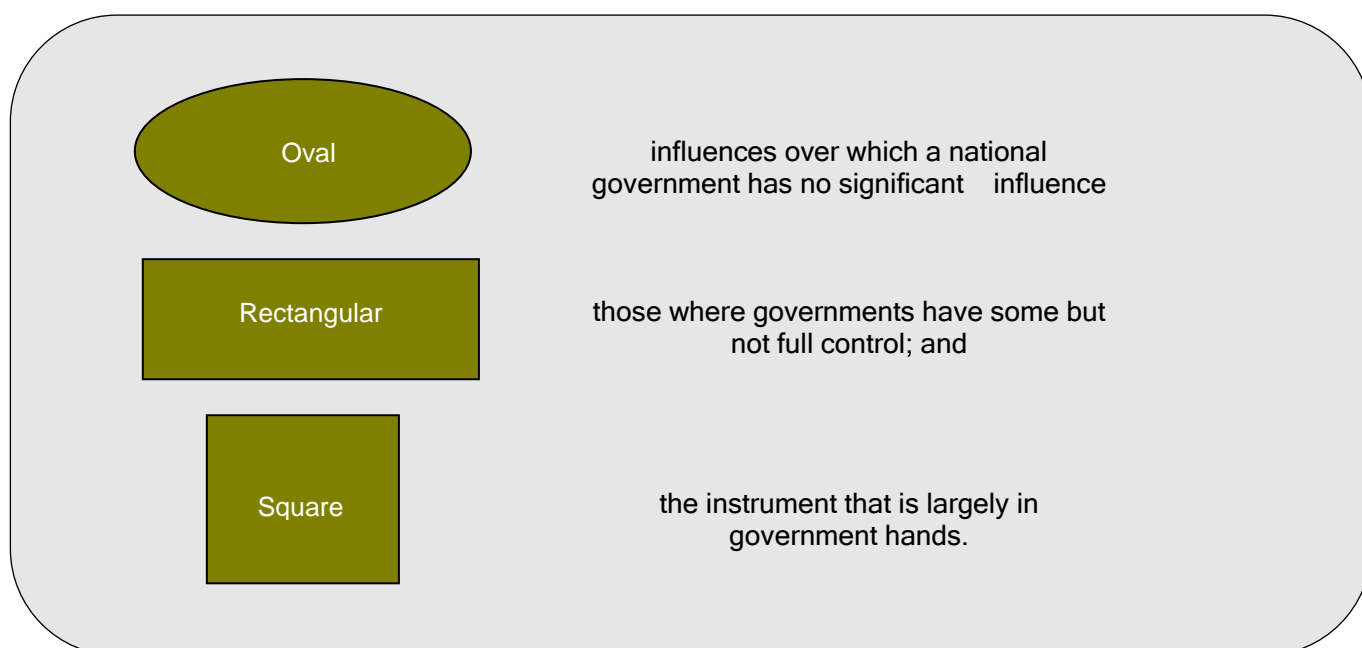 Oval
influences over which a national
government has no significant influence
Rectangular
those where governments have some but
not full control; and
Square
the instrument that is largely in
government hands.